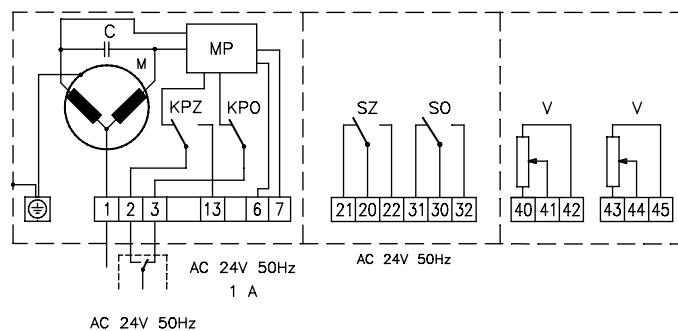 C
MP
M
KPZ KPO
SZ SO
V V
1 2 3 13 6 7
21 20 22 31 30 32
40 41 42
43 44 45
AC 24V 50Hz
1 A
AC 24V 50Hz
AC 24V 50Hz